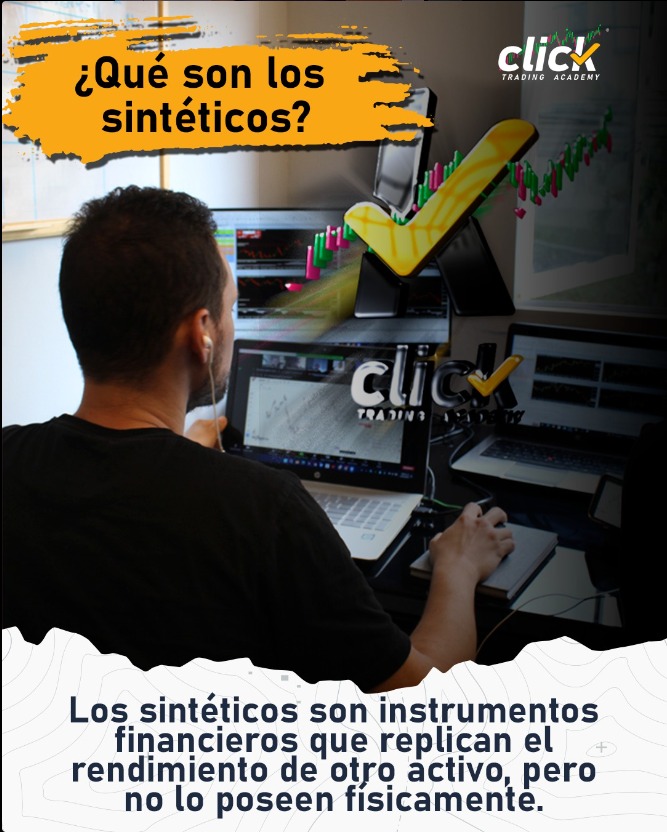 ¿Qué son los
sintéticos?
click
TRADING ACADEMY
click
TRADING ACADEMY
Los sintéticos son instrumentos
financieros que replican el
rendimiento de otro activo, pero
no lo poseen físicamente.